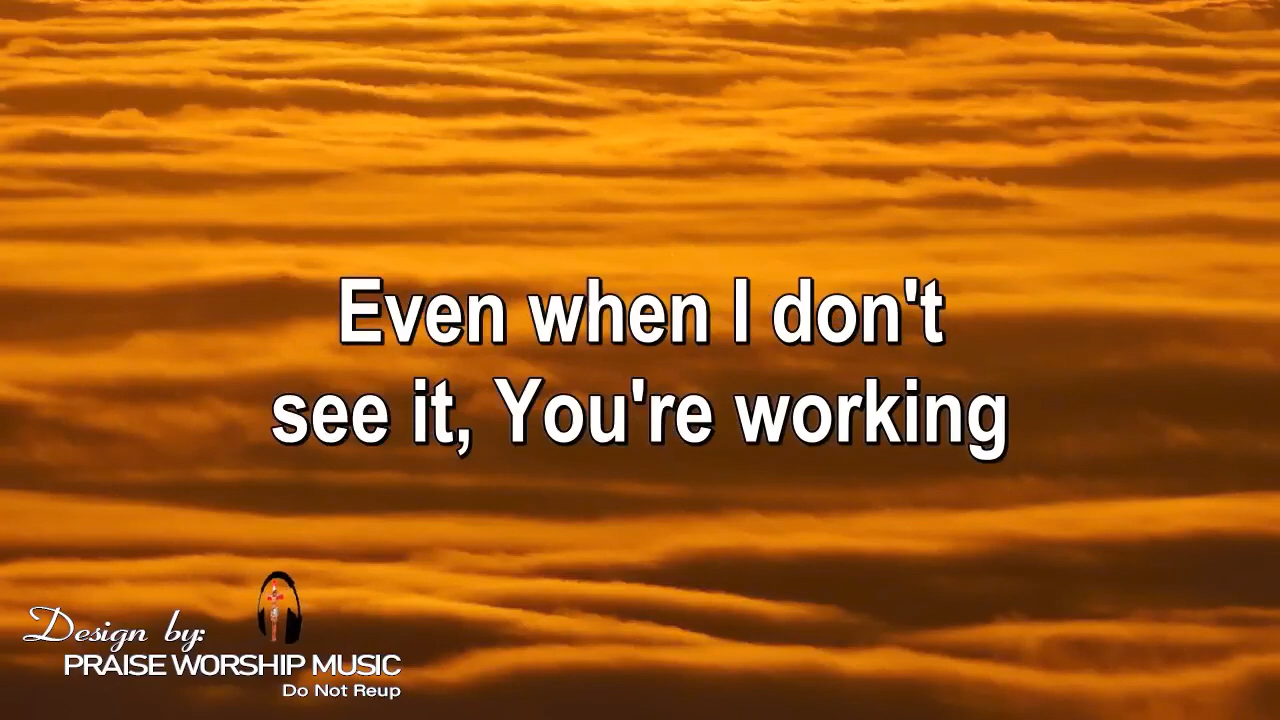 Even when I don't
see it, You're working
Design by:
PRAISE WORSHIP MUSIC
Do Not Reup